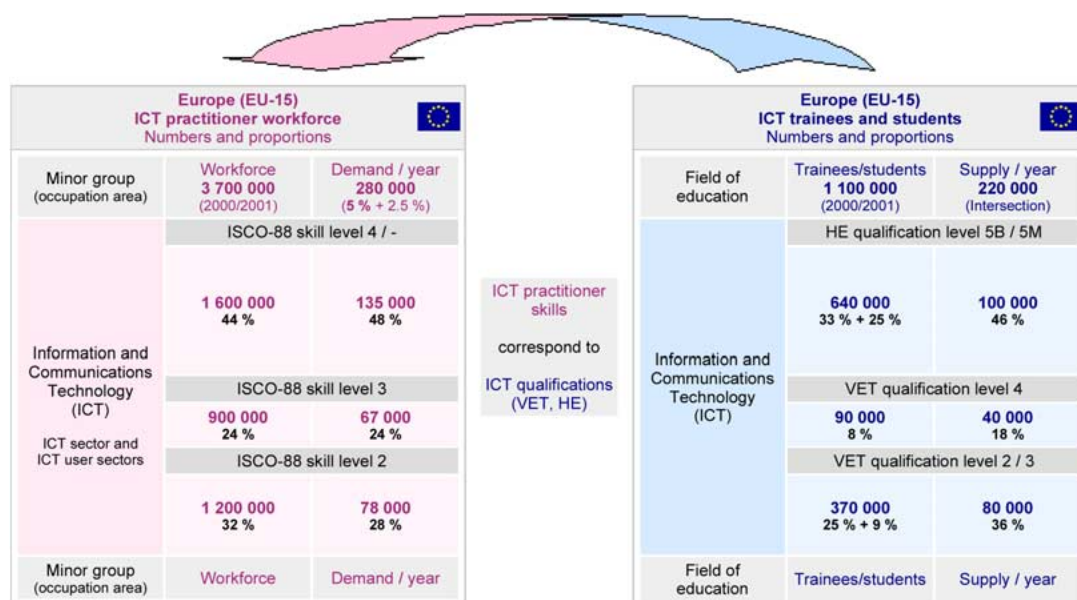 Europe (EU-15)
ICT practitioner workforce
Numbers and proportions
Minor group
(occupation area)
Workforce
3 700 000
(2000/2001)
Demand / year
280 000
(5 % + 2.5 %)
ISCO-88 skill level 4 / -
1 600 000
44 %
135 000
48 %
Information and
Communications
Technology
(ICT)
ICT sector and
ICT user sectors
ISCO-88 skill level 3
900 000
24 %
67 000
24 %
ISCO-88 skill level 2
1 200 000
32 %
78 000
28 %
Minor group
(occupation area)
Workforce
Demand / year
ICT practitioner
skills
correspond to
ICT qualifications
(VET, HE)
Europe (EU-15)
ICT trainees and students
Numbers and proportions
Field of
education
Trainees/students
1 100 000
(2000/2001)
Supply / year
220 000
(Intersection)
HE qualification level 5B / 5M
640 000
33 % + 25 %
100 000
46 %
Information and
Communications
Technology
(ICT)
VET qualification level 4
90 000
8 %
40 000
18 %
VET qualification level 2 / 3
370 000
25 % + 9 %
80 000
36 %
Field of
education
Trainees/students
Supply / year